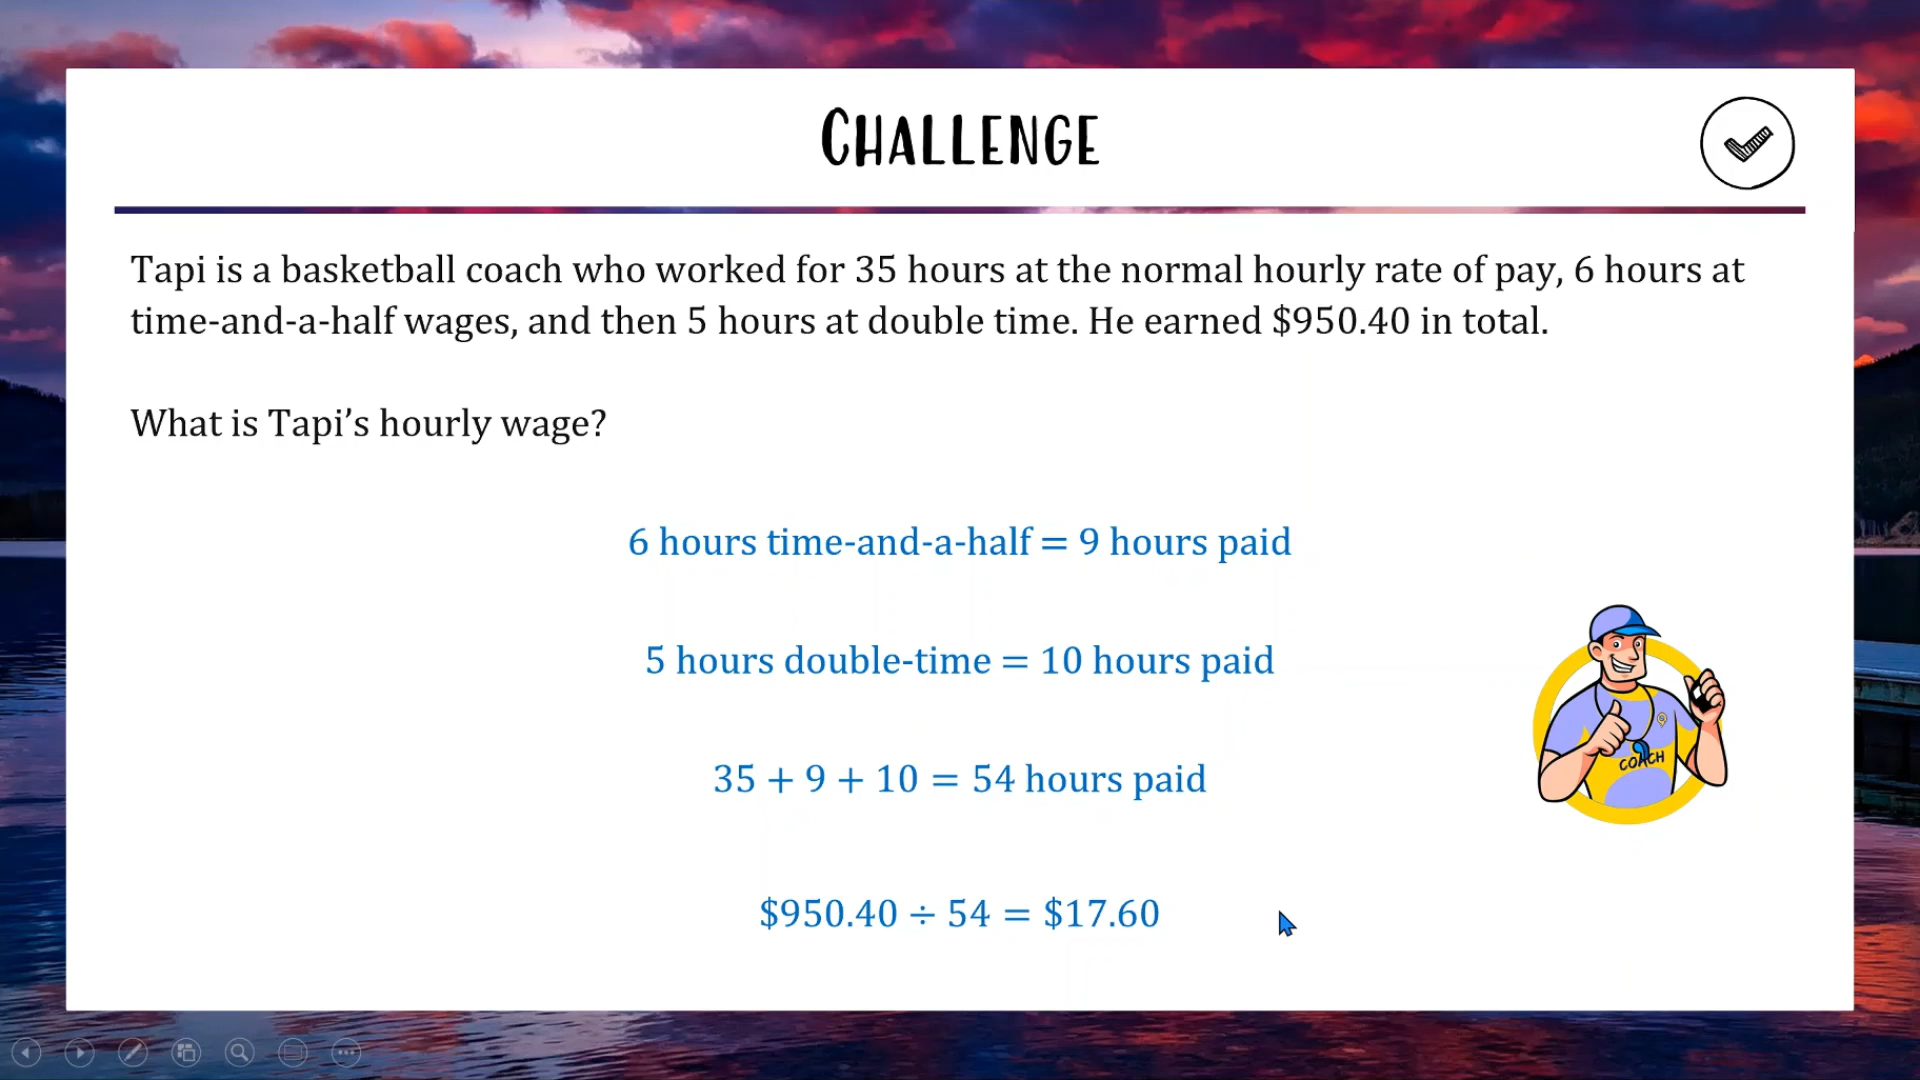 CHALLENGE
Tapi is a basketball coach who worked for 35 hours at the normal hourly rate of pay, 6 hours at
time-and-a-half wages, and then 5 hours at double time. He earned $950.40 in total.
What is Tapi’s hourly wage?
6 hours time-and-a-half = 9 hours paid
5 hours double-time = 10 hours paid
35 + 9 + 10 = 54 hours paid
$950.40 ÷ 54 = $17.60
COACH